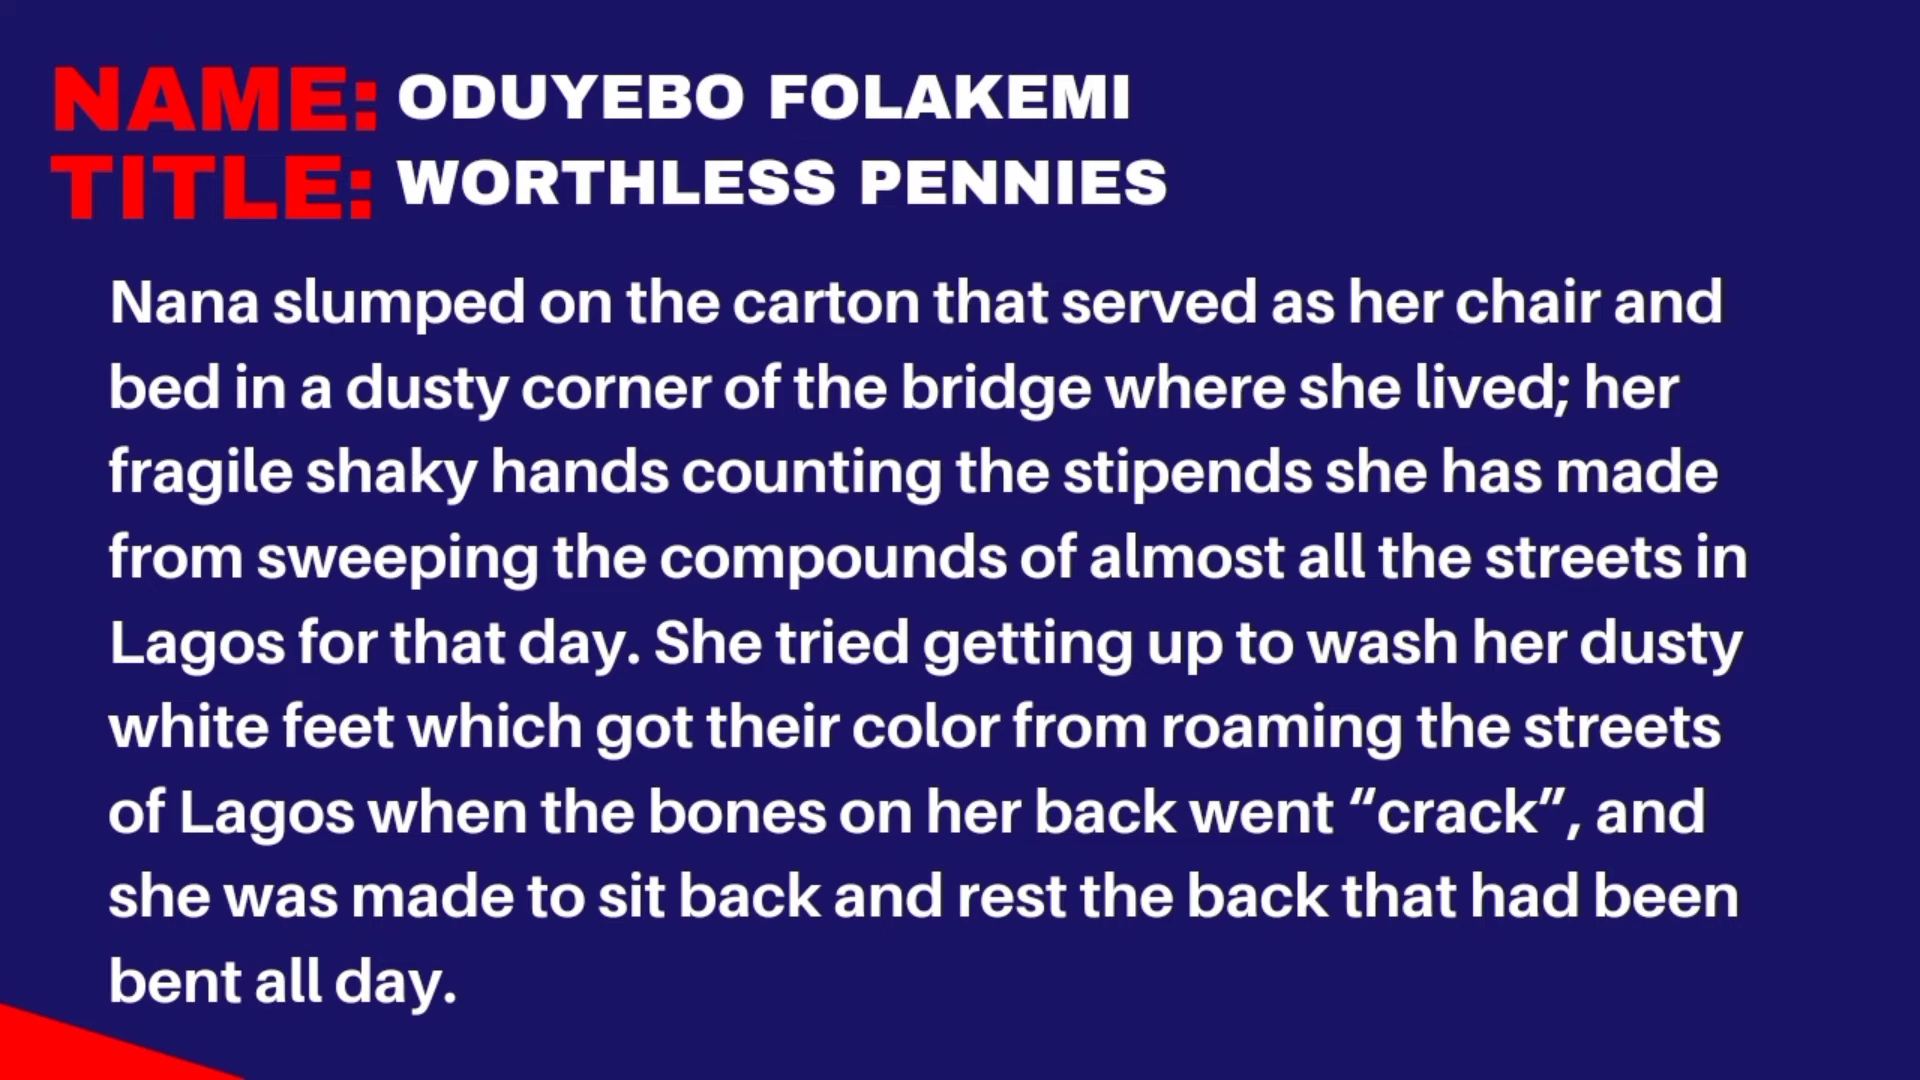 NAME: ODUYEBO FOLAKEMI
TITLE: WORTHLESS PENNIES
Nana slumped on the carton that served as her chair and
bed in a dusty corner of the bridge where she lived; her
fragile shaky hands counting the stipends she has made
from sweeping the compounds of almost all the streets in
Lagos for that day. She tried getting up to wash her dusty
white feet which got their color from roaming the streets
of Lagos when the bones on her back went “crack”, and
she was made to sit back and rest the back that had been
bent all day.